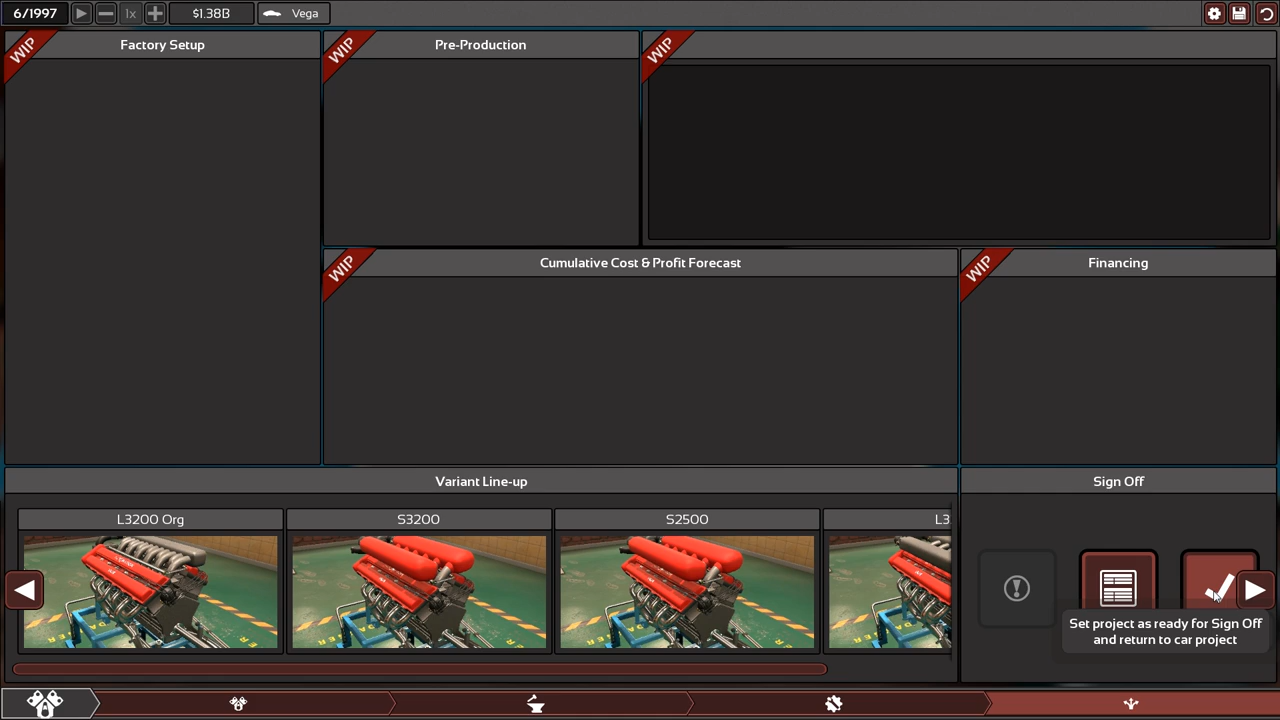 6/1997
1x
$1.38B
Vega
WIP
Factory Setup
WIP
Pre-Production
WIP
WIP
Cumulative Cost & Profit Forecast
WIP
Financing
Variant Line-up
Sign Off
L3200 Org
S3200
S2500
L3
Set project as ready for Sign Off
and return to car project